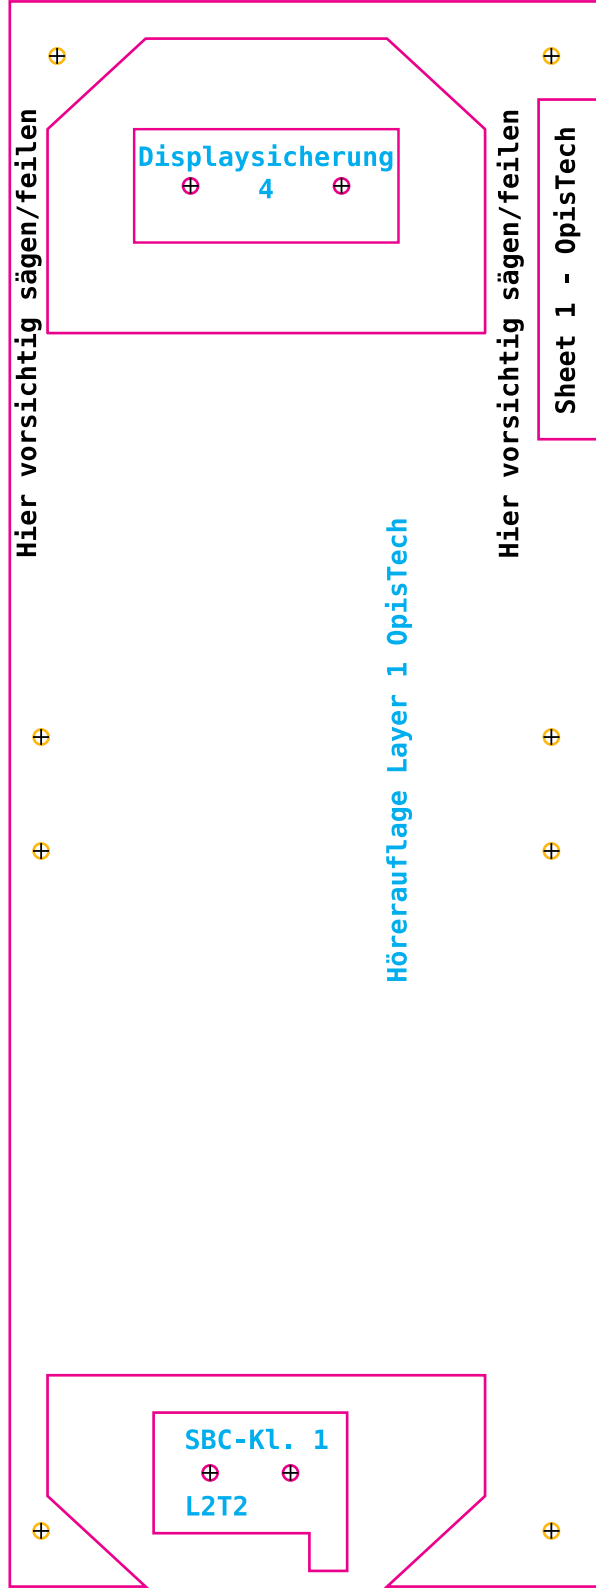 Displaysicherung
4
Hier vorsichtig sägen/feilen
Hier vorsichtig sägen/feilen
Sheet 1 - OpisTech
Hörerauflage Layer 1 OpisTech
SBC-Kl. 1
L2T2